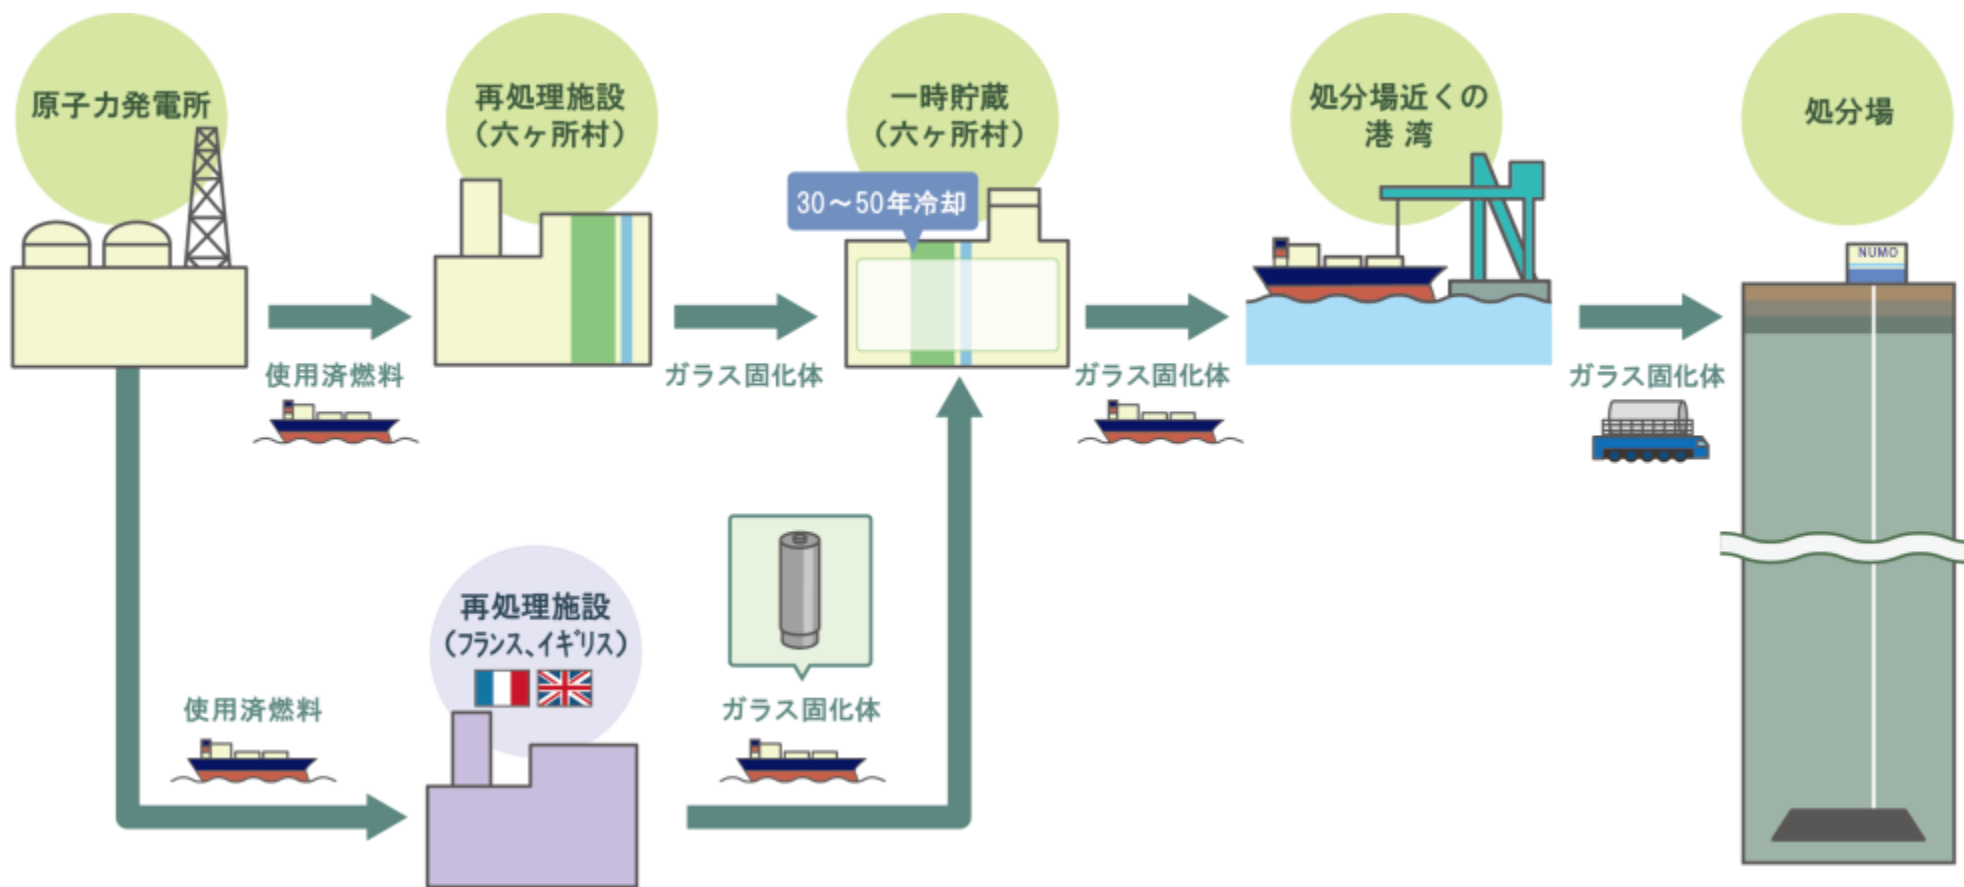 原子力発電所
再処理施設
（六ヶ所村）
一時貯蔵
（六ヶ所村）
30～50年冷却
処分場近くの
港湾
処分場
NUMO
使用済燃料
ガラス固化体
ガラス固化体
ガラス固化体
再処理施設
（フランス、イギリス）
使用済燃料
ガラス固化体